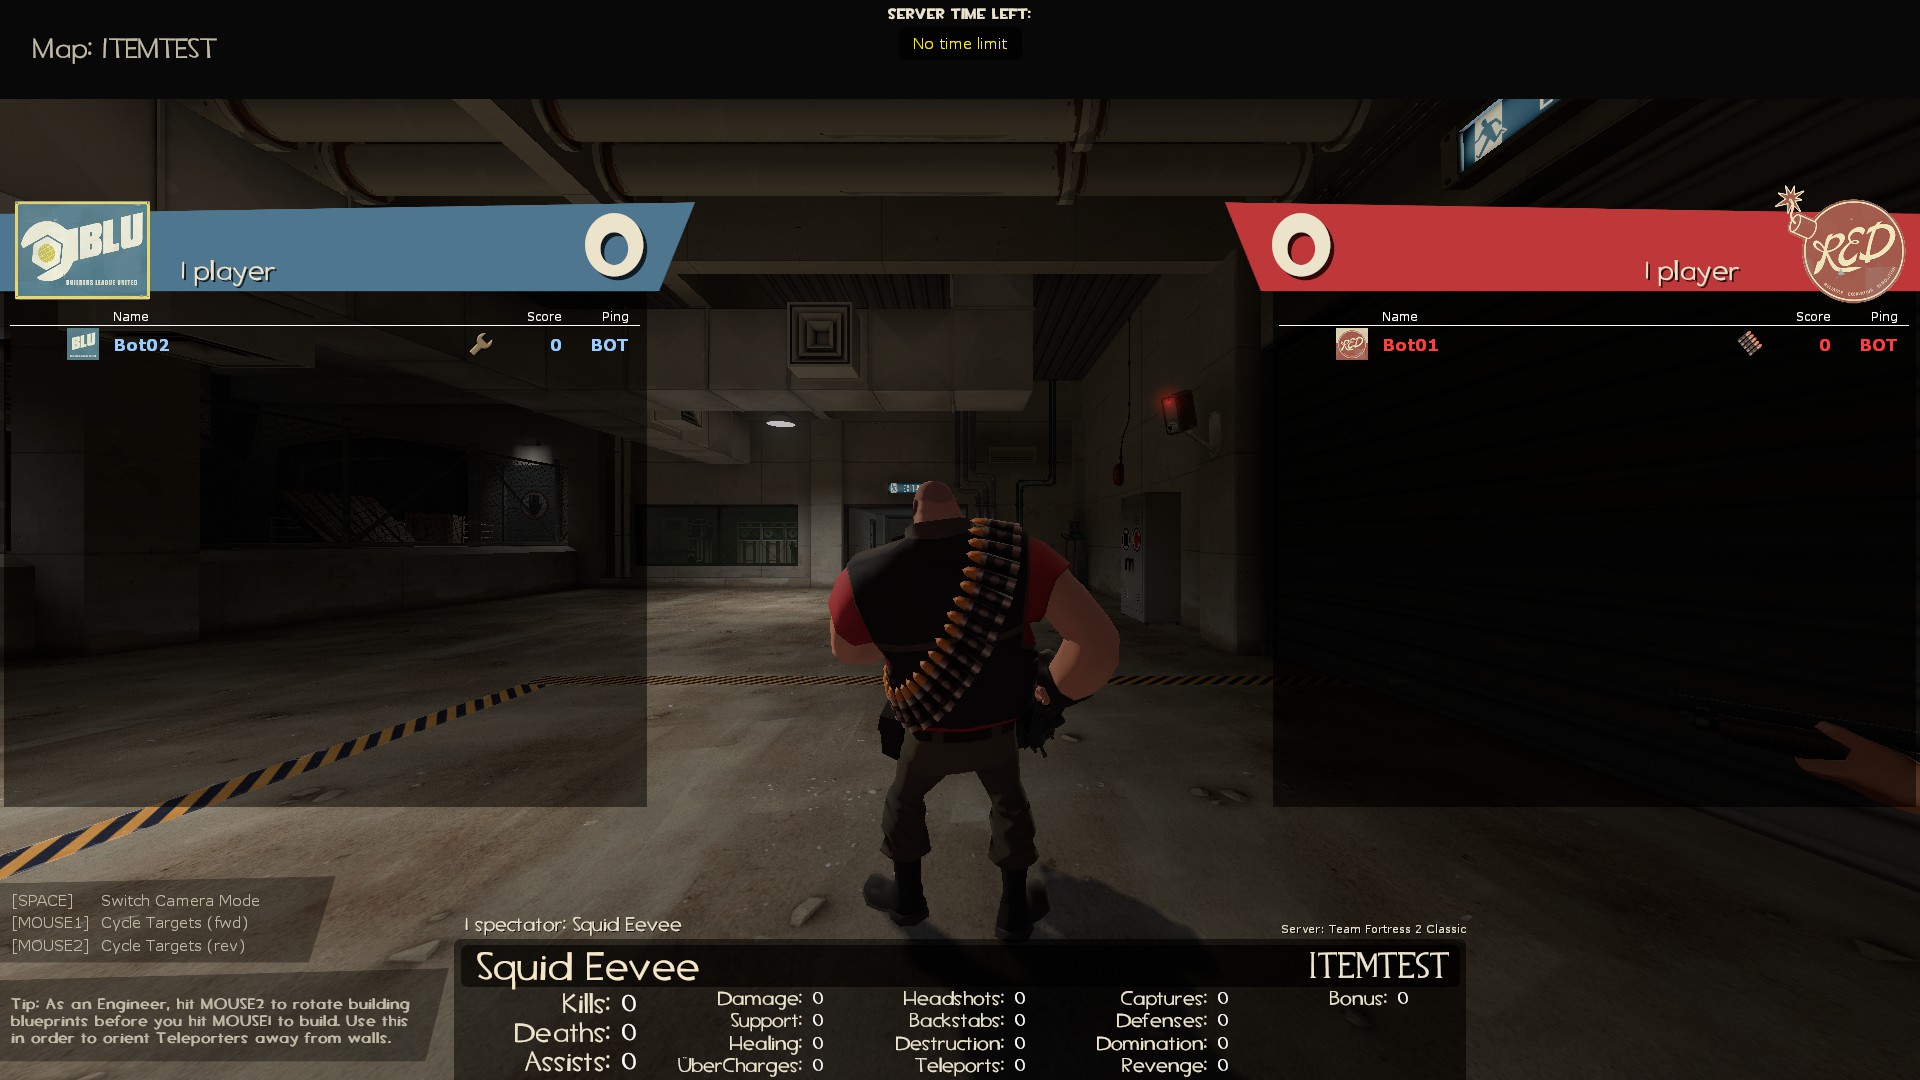 SERVER TIME LEFT:
No time limit
Map: ITEMTEST
BLU
BUILDERS LEAGUE UNITED
1 player
0
0
1 player
RED
Name Score Ping
BLU Bot02 0 BOT
Name Score Ping
RED Bot01 0 BOT
EXIT
[SPACE] Switch Camera Mode
[MOUSE1] Cycle Targets (fwd)
[MOUSE2] Cycle Targets (rev)
Tip: As an Engineer, hit MOUSE2 to rotate building
blueprints before you hit MOUSE1 to build. Use this
in order to orient Teleporters away from walls.
1 spectator: Squid Eevee
Server: Team Fortress 2 Classic
Squid Eevee
ITEMTEST
Kills: 0
Deaths: 0
Assists: 0
Damage: 0
Support: 0
Healing: 0
ÜberCharges: 0
Headshots: 0
Backstabs: 0
Destruction: 0
Teleports: 0
Captures: 0
Defenses: 0
Domination: 0
Revenge: 0
Bonus: 0